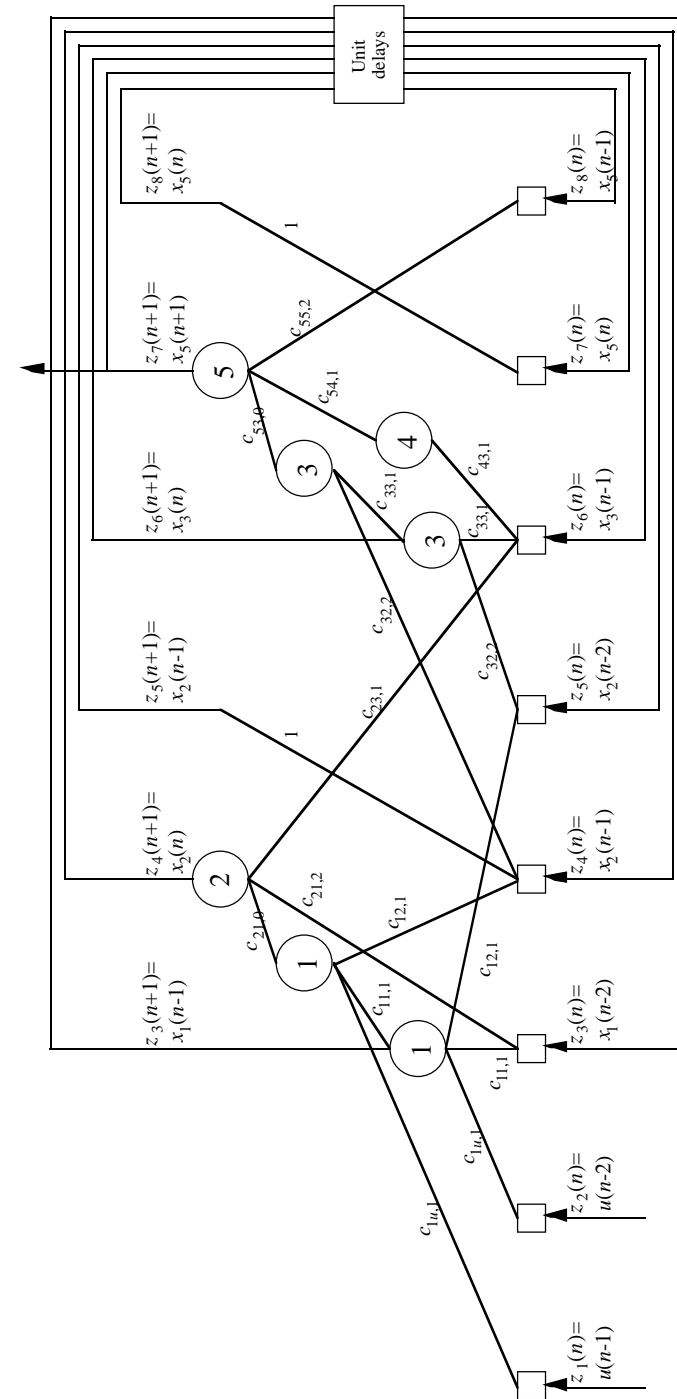 Unit
delays
z8(n+1)=
x5(n)
z7(n+1)=
x5(n+1)
z6(n+1)=
x3(n)
z5(n+1)=
x2(n-1)
z4(n+1)=
x2(n)
z3(n+1)=
x1(n-1)
1
c55,2
5
c54,1
c53,0
4
3
c43,1
c33,1
c33,1
3
c32,2
c32,2
c23,1
1
2
c21,2
c21,0
c12,1
1
c12,1
c11,1
1
c11,1
c1u,1
c1u,1
z8(n)=
x5(n-1)
z7(n)=
x5(n)
z6(n)=
x3(n-1)
z5(n)=
x2(n-2)
z4(n)=
x2(n-1)
z3(n)=
x1(n-2)
z2(n)=
u(n-2)
z1(n)=
u(n-1)